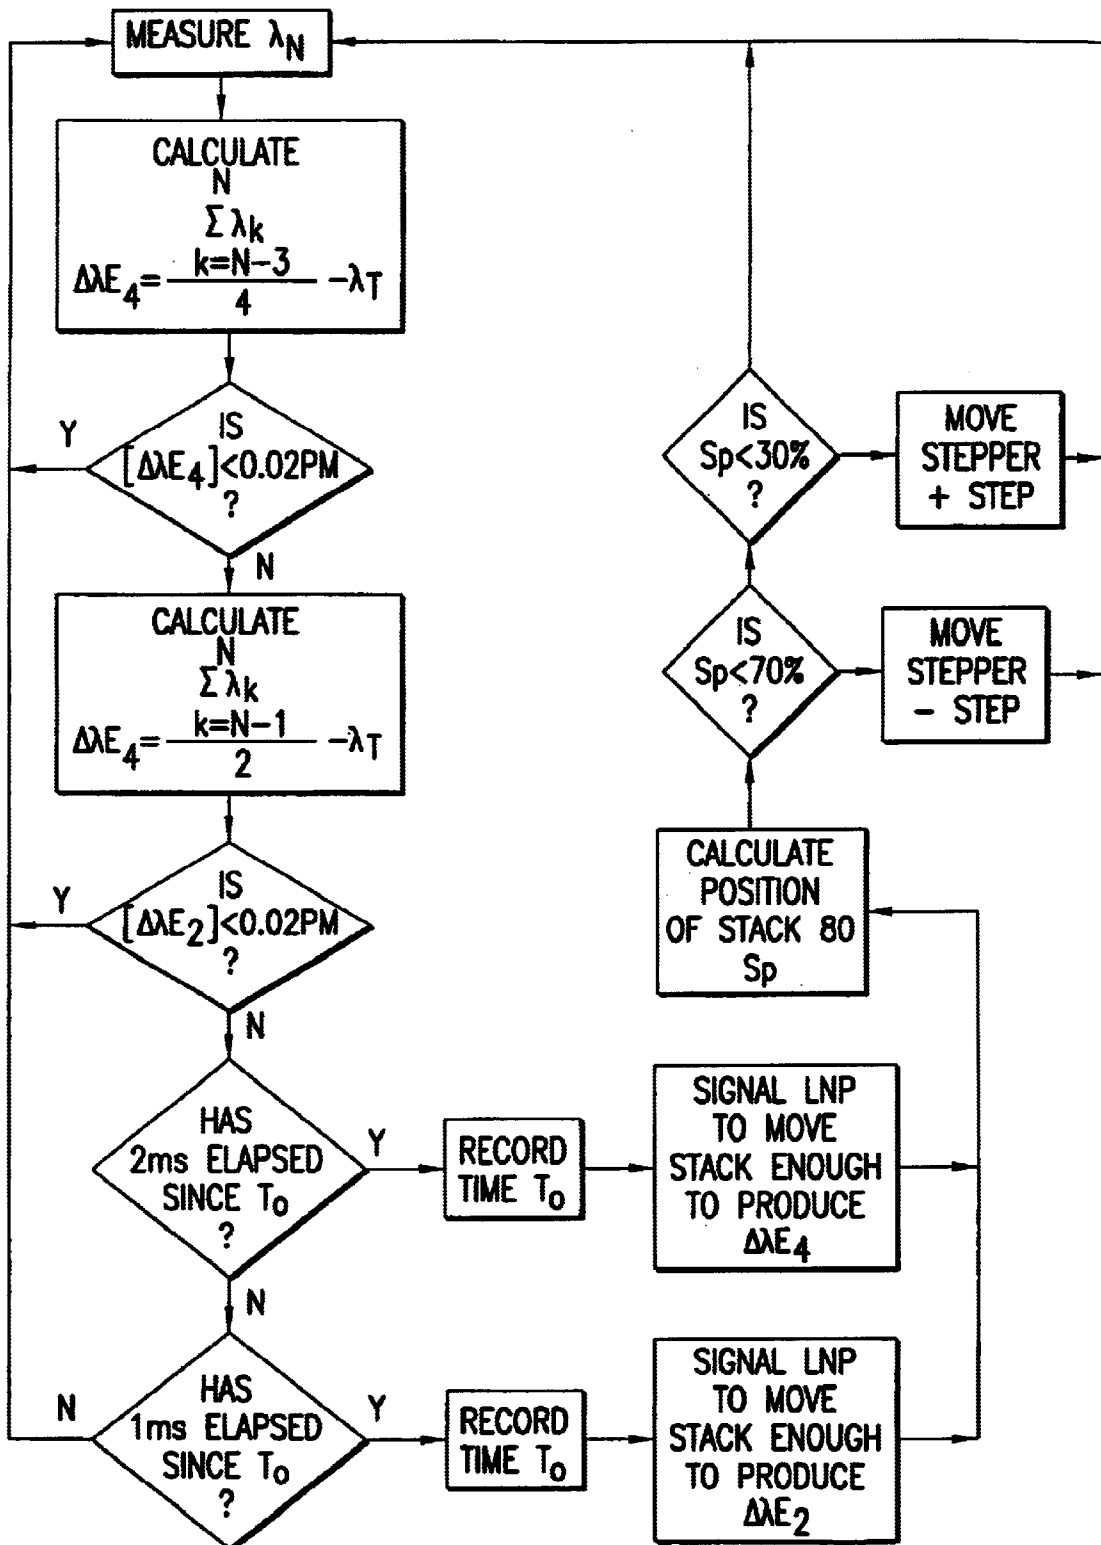 MEASURE λN
CALCULATE
N
Σ λk
k=N-3
ΔλE4= 4 -λT
IS
[ΔλE4]<0.02PM
?
Y
N
CALCULATE
N
Σ λk
k=N-1
ΔλE4= 2 -λT
IS
[ΔλE2]<0.02PM
?
Y
N
HAS
2ms ELAPSED
SINCE To
?
Y
N
RECORD
TIME To
SIGNAL LNP
TO MOVE
STACK ENOUGH
TO PRODUCE
ΔλE4
HAS
1ms ELAPSED
SINCE To
?
N
Y
RECORD
TIME To
SIGNAL LNP
TO MOVE
STACK ENOUGH
TO PRODUCE
ΔλE2
CALCULATE
POSITION
OF STACK 80
Sp
IS
Sp<70%
?
MOVE
STEPPER
- STEP
IS
Sp<30%
?
MOVE
STEPPER
+ STEP